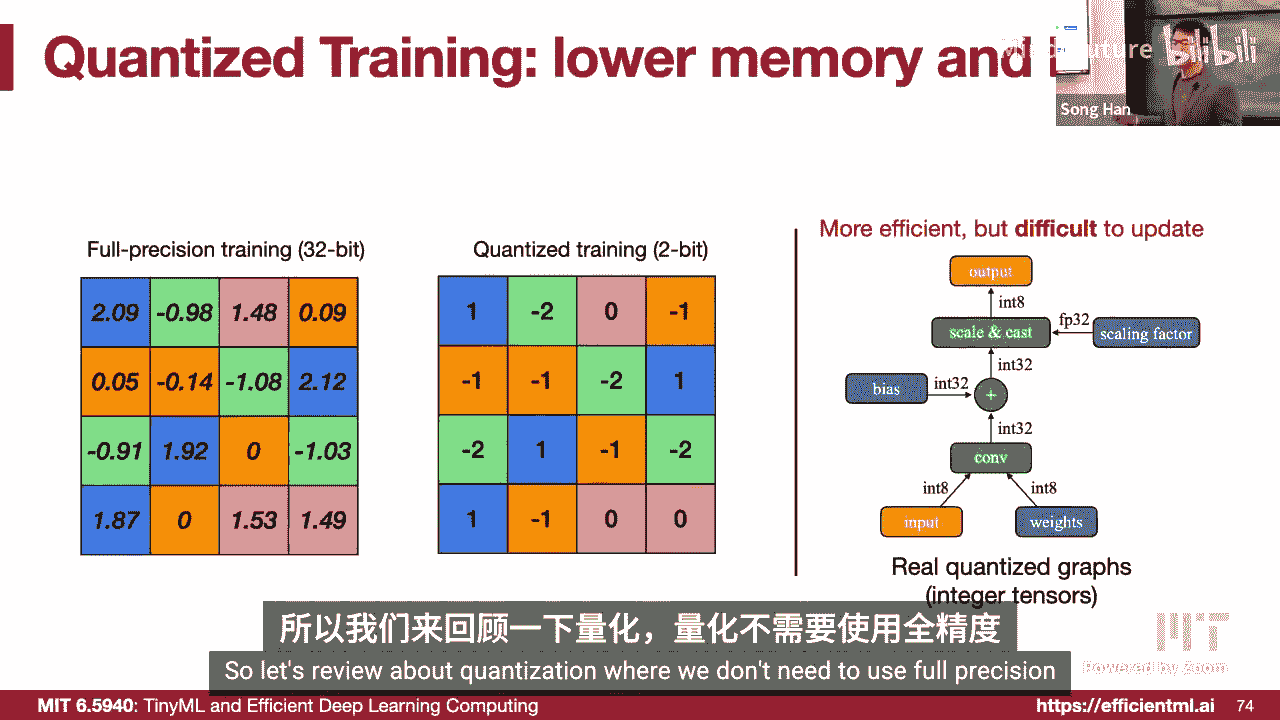 Quantized Training: lower memory and
bilibili
Song Han
Full-precision training (32-bit)
2.09 -0.98 1.48 0.09
0.05 -0.14 -1.08 2.12
-0.91 1.92 0 -1.03
1.87 0 1.53 1.49
Quantized training (2-bit)
1 -2 0 -1
-1 -1 -2 1
-2 1 -1 -2
1 -1 0 0
More efficient, but difficult to update
output
int8
scale & cast
fp32
scaling factor
int32
bias
int32
+
int32
conv
int8
int8
input
weights
Real quantized graphs
(integer tensors)
所以我们来回顾一下量化，量化不需要使用全精度
So let's review about quantization where we don't need to use full precision
MIT
Powered by Zoom
MIT 6.5940: TinyML and Efficient Deep Learning Computing
https://efficientml.ai
74